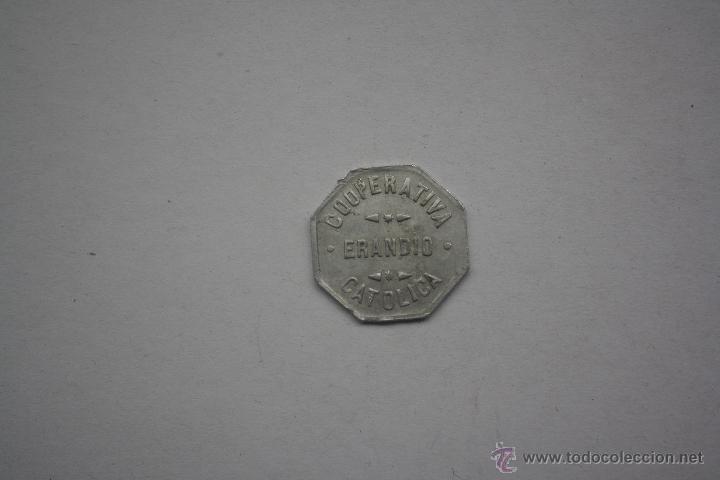 COOPERATIVA
ERANDIO
CATOLICA
www.todocoleccion.net